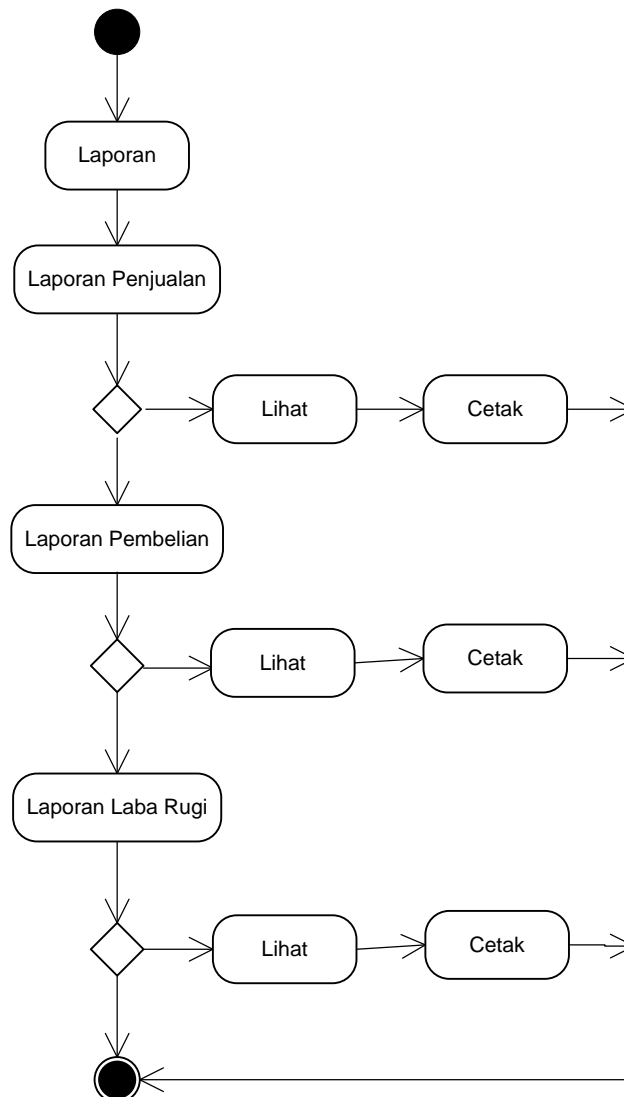 Laporan
Laporan Penjualan
Lihat
Cetak
Laporan Pembelian
Lihat
Cetak
Laporan Laba Rugi
Lihat
Cetak